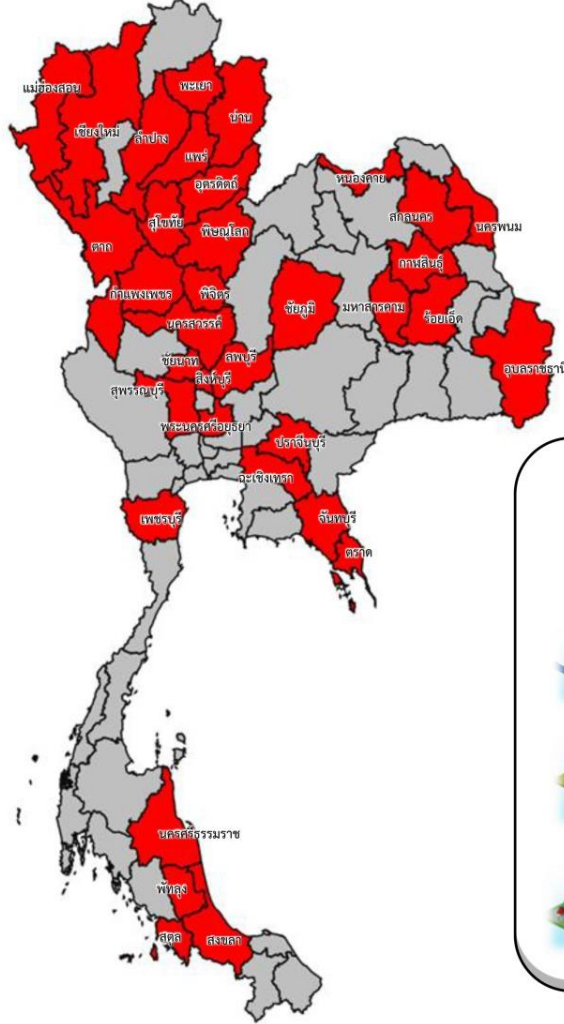 แม่ฮ่องสอน
พะเยา
น่าน
เชียงใหม่
ลำปาง
แพร่
อุตรดิตถ์
หนองคาย
สกลนคร
นครพนม
สุโขทัย
พิษณุโลก
ตาก
กาฬสินธุ์
กำแพงเพชร
พิจิตร
ชัยภูมิ
มหาสารคาม
ร้อยเอ็ด
นครสวรรค์
ชัยนาท
ลพบุรี
อุบลราชธานี
สิงห์บุรี
สุพรรณบุรี
พระนครศรีอยุธยา
ปราจีนบุรี
ฉะเชิงเทรา
เพชรบุรี
จันทบุรี
ตราด
นครศรีธรรมราช
พัทลุง
สตูล
สงขลา